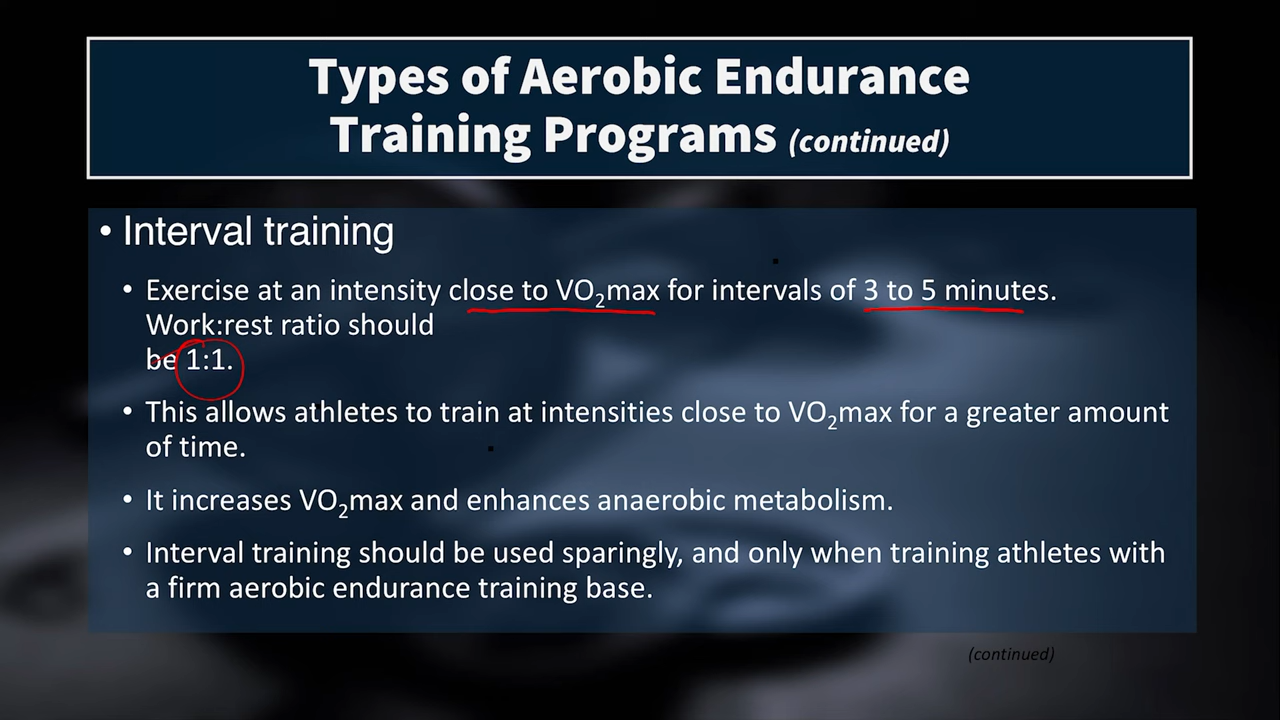 Types of Aerobic Endurance
Training Programs (continued)
• Interval training
• Exercise at an intensity close to VO₂max for intervals of 3 to 5 minutes.
Work:rest ratio should
be 1:1.
• This allows athletes to train at intensities close to VO₂max for a greater amount
of time.
• It increases VO₂max and enhances anaerobic metabolism.
• Interval training should be used sparingly, and only when training athletes with
a firm aerobic endurance training base.
(continued)